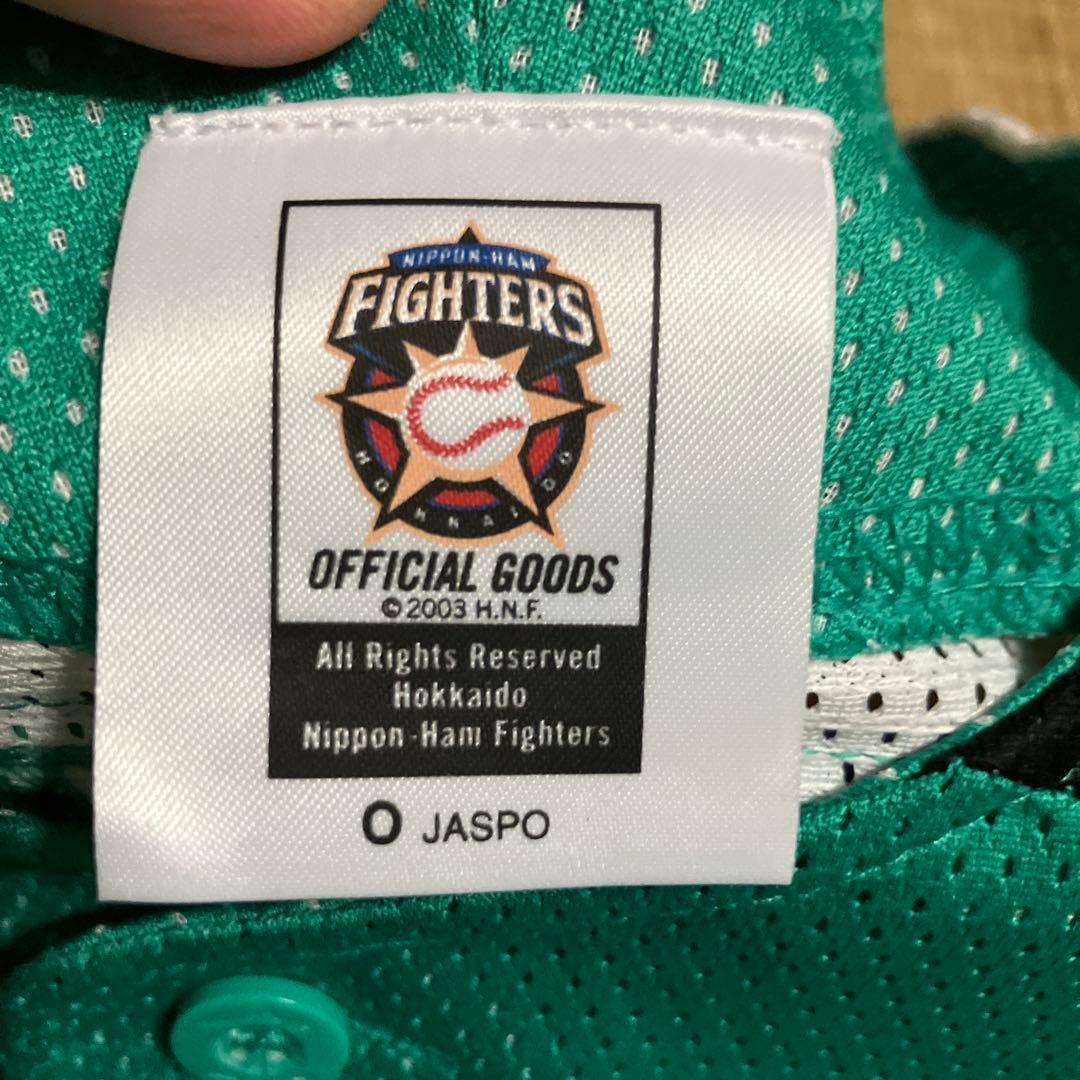 NIPPON-HAM
FIGHTERS
HOKKAIDO
OFFICIAL GOODS
©2003 H.N.F.
All Rights Reserved
Hokkaido
Nippon-Ham Fighters
O JASPO